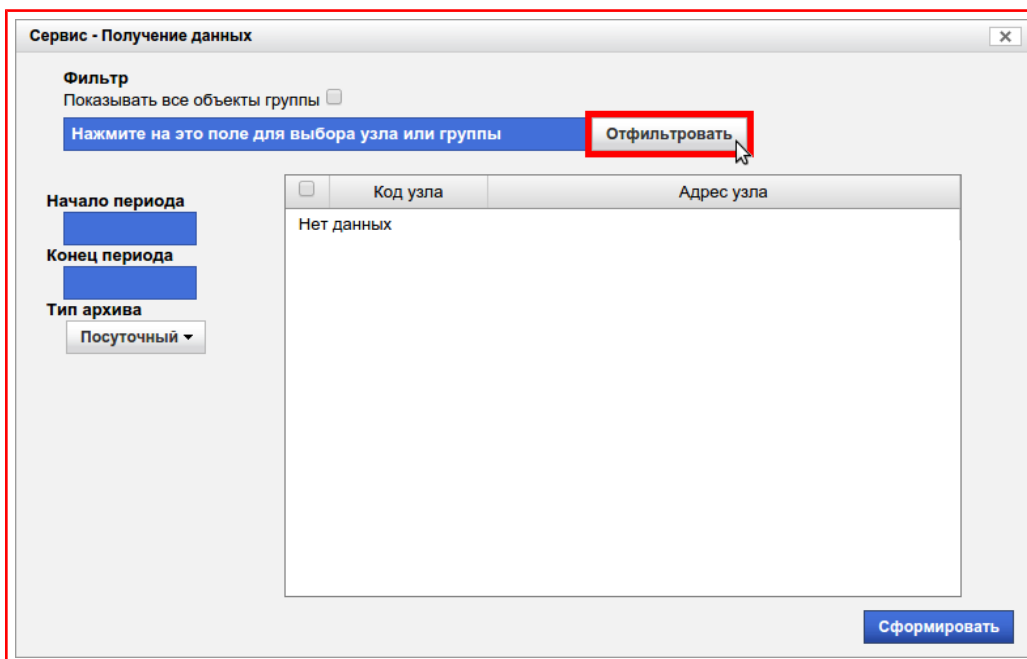 Сервис - Получение данных
Фильтр
Показывать все объекты группы
Нажмите на это поле для выбора узла или группы
Отфильтровать
Начало периода
Конец периода
Тип архива
Посуточный
Код узла
Адрес узла
Нет данных
Сформировать